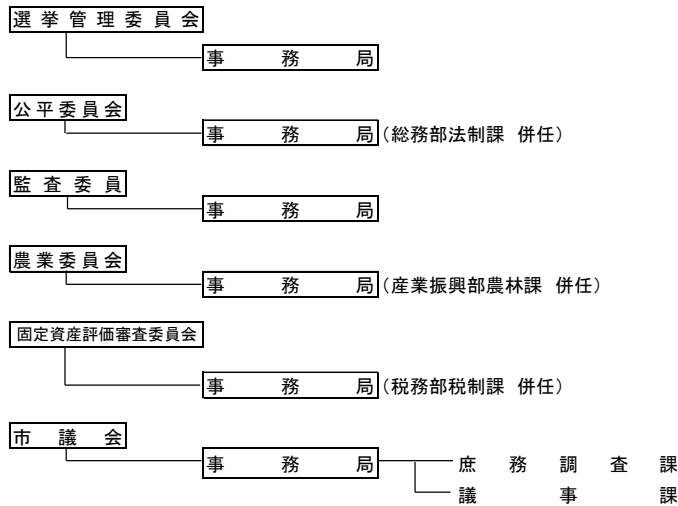 選挙管理委員会
事務局
公平委員会
事務局(総務部法制課 併任)
監査委員
事務局
農業委員会
事務局(産業振興部農林課 併任)
固定資産評価審査委員会
事務局(税務部税制課 併任)
市議会
事務局 庶務調査課
議事課